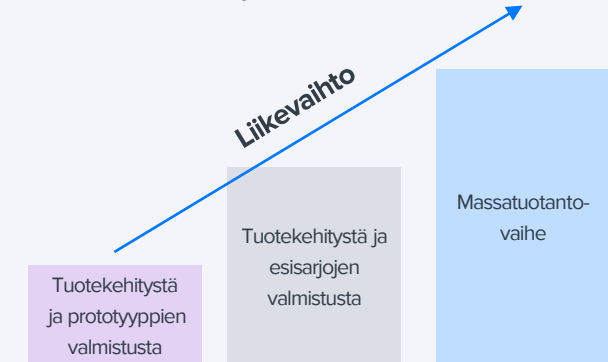 Liikevaihto
Tuotekehitystä
ja prototyyppien
valmistusta
Tuotekehitystä ja
esisarjojen
valmistusta
Massatuotanto-
vaihe